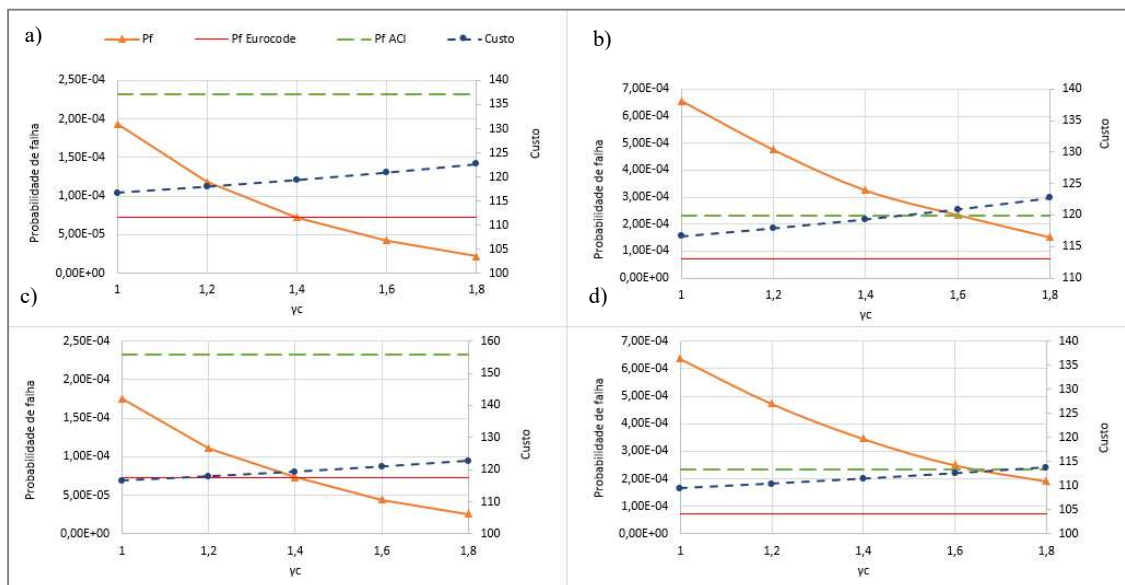 a)
Pf
Pf Eurocode
Pf ACI
Custo
Probabilidade de falha
2,50E-04
2,00E-04
1,50E-04
1,00E-04
5,00E-05
0,00E+00
140
135
130
125
120
115
110
105
100
Custo
1 1,2 1,4 1,6 1,8
γc
b)
Probabilidade de falha
7,00E-04
6,00E-04
5,00E-04
4,00E-04
3,00E-04
2,00E-04
1,00E-04
0,00E+00
140
135
130
125
120
115
110
Custo
1 1,2 1,4 1,6 1,8
γc
c)
Probabilidade de falha
2,50E-04
2,00E-04
1,50E-04
1,00E-04
5,00E-05
0,00E+00
160
150
140
130
120
110
100
Custo
1 1,2 1,4 1,6 1,8
γc
d)
Probabilidade de falha
7,00E-04
6,00E-04
5,00E-04
4,00E-04
3,00E-04
2,00E-04
1,00E-04
0,00E+00
140
135
130
125
120
115
110
105
100
Custo
1 1,2 1,4 1,6 1,8
γc